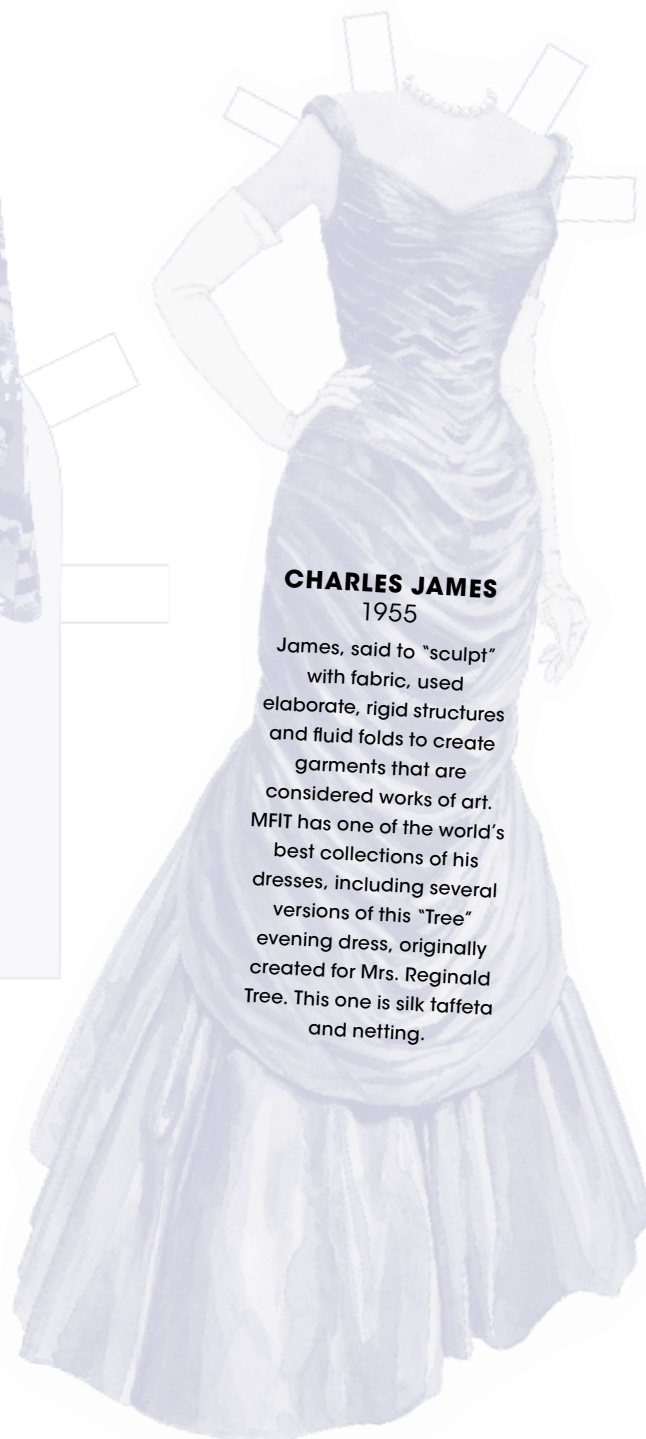 CHARLES JAMES
1955
James, said to “sculpt”
with fabric, used
elaborate, rigid structures
and fluid folds to create
garments that are
considered works of art.
MFIT has one of the world’s
best collections of his
dresses, including several
versions of this “Tree”
evening dress, originally
created for Mrs. Reginald
Tree. This one is silk taffeta
and netting.